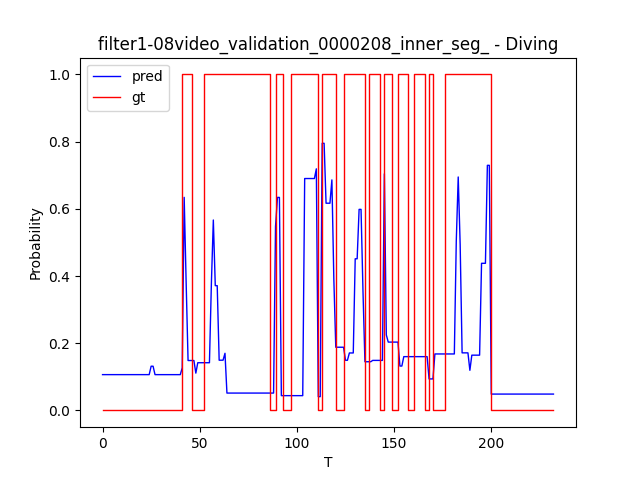 filter1-08video_validation_0000208_inner_seg_ - Diving
pred
gt
1.0
0.8
0.6
0.4
0.2
0.0
Probability
0
50
100
150
200
T